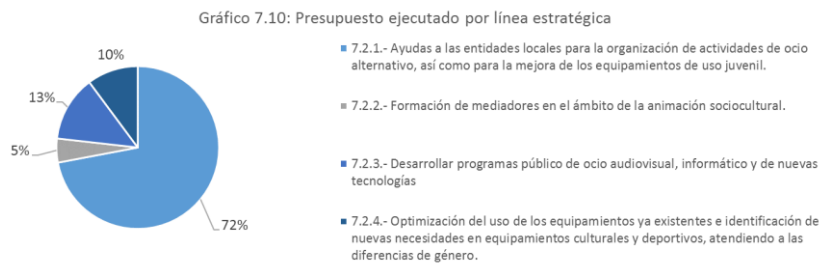 Gráfico 7.10: Presupuesto ejecutado por línea estratégica
10%
13%
5%
72%
7.2.1.- Ayudas a las entidades locales para la organización de actividades de ocio
alternativo, así como para la mejora de los equipamientos de uso juvenil.
7.2.2.- Formación de mediadores en el ámbito de la animación sociocultural.
7.2.3.- Desarrollar programas público de ocio audiovisual, informático y de nuevas
tecnologías
7.2.4.- Optimización del uso de los equipamientos ya existentes e identificación de
nuevas necesidades en equipamientos culturales y deportivos, atendiendo a las
diferencias de género.